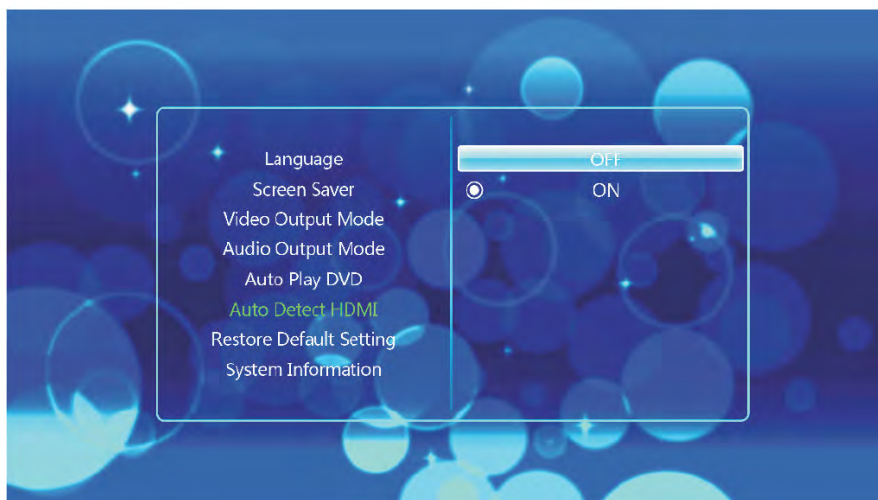 Language
Screen Saver
Video Output Mode
Audio Output Mode
Auto Play DVD
Auto Detect HDMI
Restore Default Setting
System Information
OFF
ON